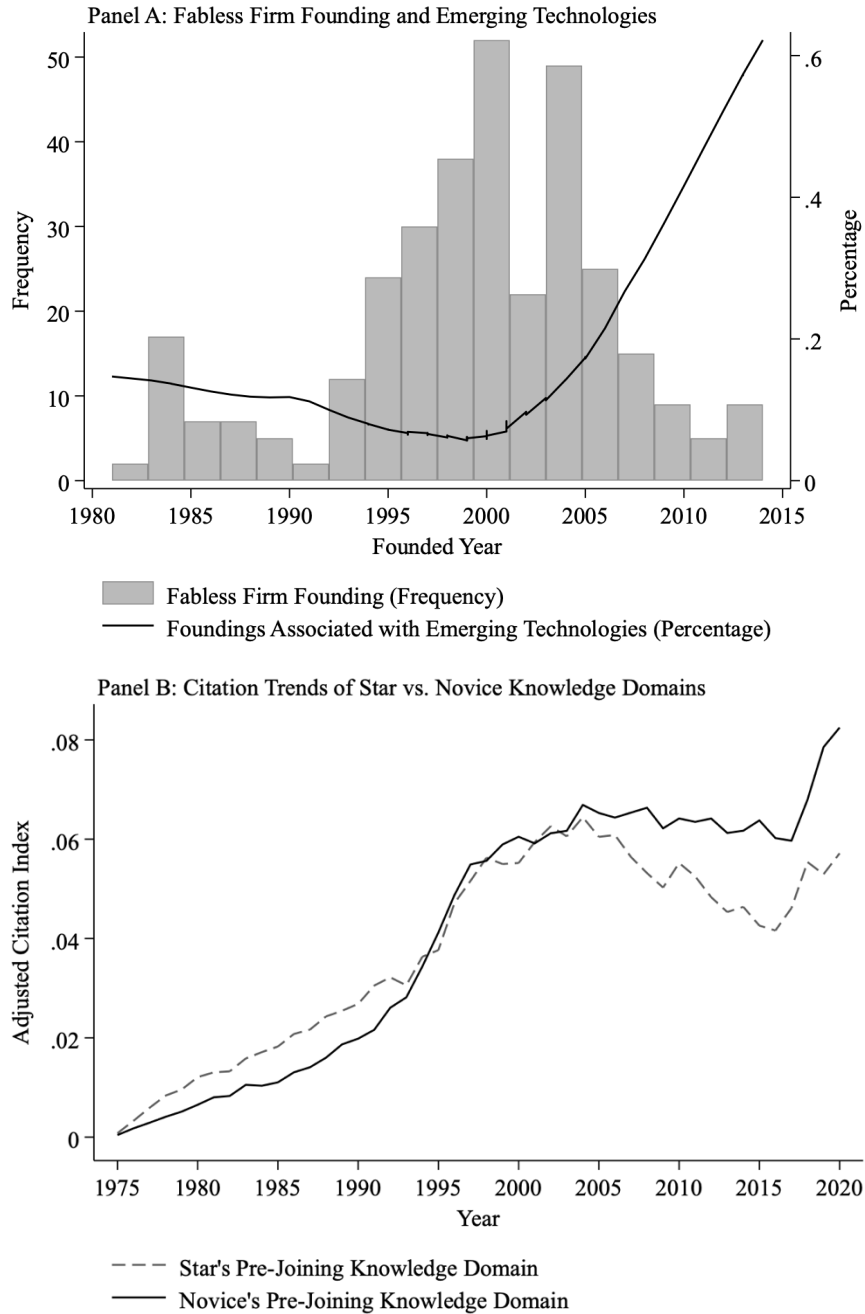 Panel A: Fabless Firm Founding and Emerging Technologies
50
40
30
20
10
0
Frequency
.6
.4
.2
0
Percentage
1980 1985 1990 1995 2000 2005 2010 2015
Founded Year
Fabless Firm Founding (Frequency)
Foundings Associated with Emerging Technologies (Percentage)
Panel B: Citation Trends of Star vs. Novice Knowledge Domains
.08
.06
.04
.02
0
Adjusted Citation Index
1975 1980 1985 1990 1995 2000 2005 2010 2015 2020
Year
Star's Pre-Joining Knowledge Domain
Novice's Pre-Joining Knowledge Domain